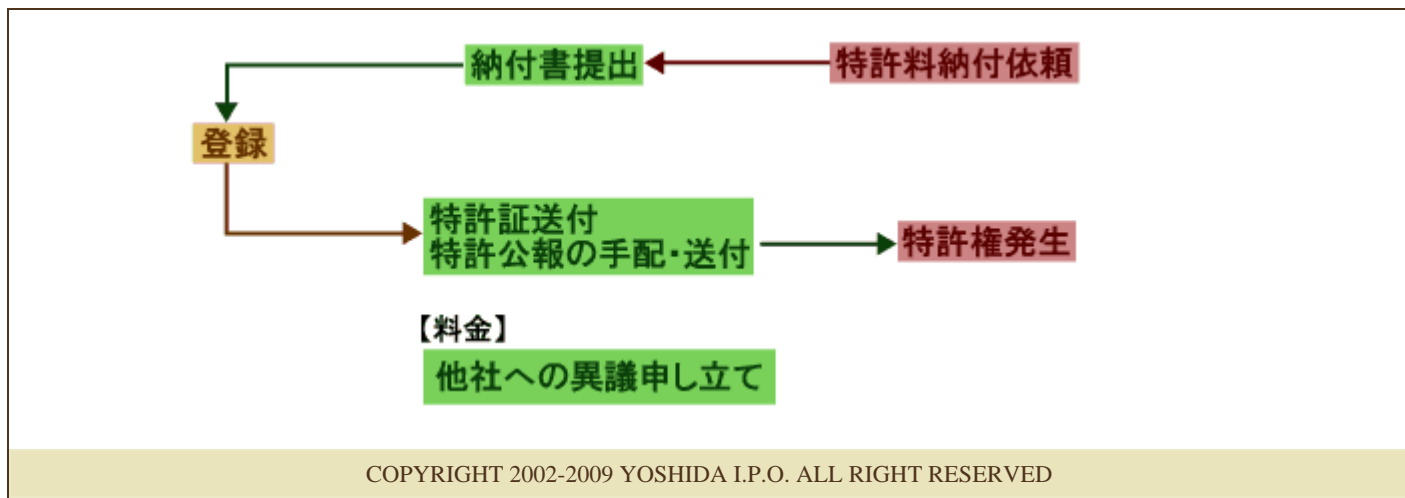 納付書提出
特許料納付依頼
登録
特許証送付
特許公報の手配・送付
特許権発生
【料金】
他社への異議申し立て
COPYRIGHT 2002-2009 YOSHIDA I.P.O. ALL RIGHT RESERVED